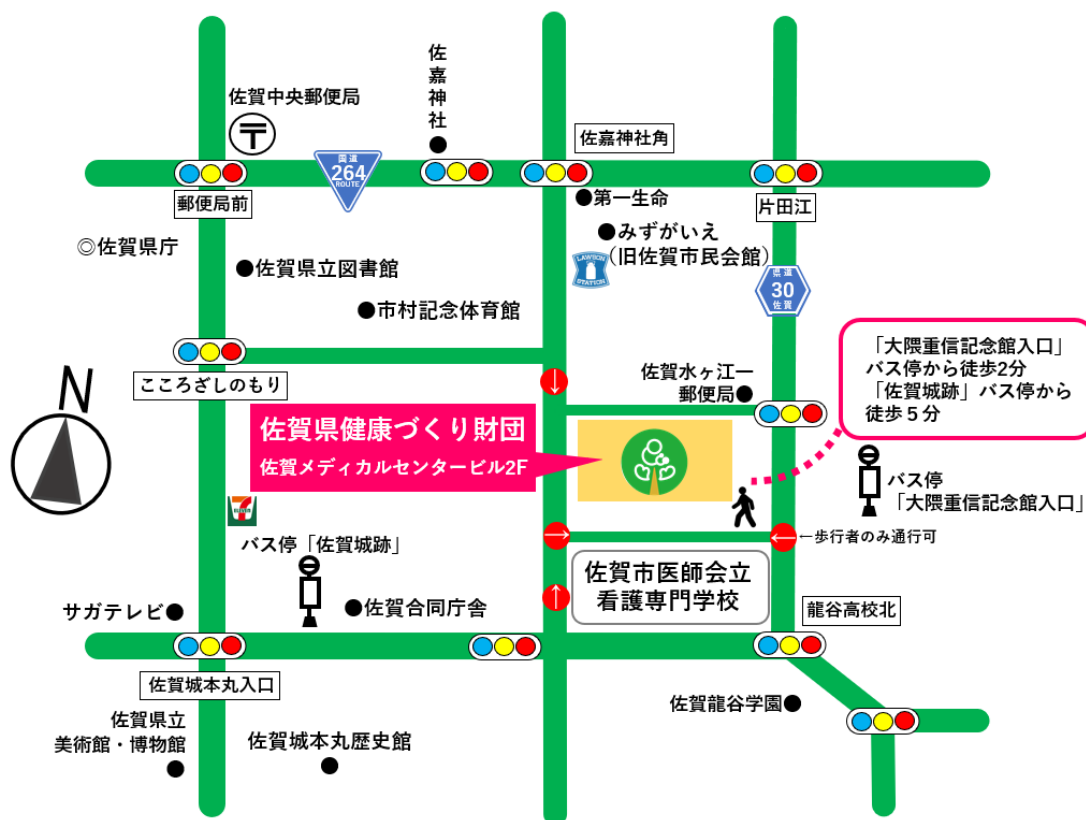 佐賀中央郵便局
〒
佐嘉神社
佐嘉神社角
国道
264
ROUTE
郵便局前
片田江
●第一生命
●みずがいえ
(旧佐賀市民会館)
LAWSON
STATION
◎佐賀県庁
●佐賀県立図書館
●市村記念体育館
県道
30
佐賀
こころざしのもり
佐賀水ヶ江一
郵便局●
「大隈重信記念館入口」
バス停から徒歩2分
「佐賀城跡」バス停から
徒歩5分
N
↓
佐賀県健康づくり財団
佐賀メディカルセンタービル2F
バス停
「大隈重信記念館入口」
7
ELEVEN
→
←
←歩行者のみ通行可
バス停「佐賀城跡」
佐賀市医師会立
看護専門学校
↑
サガテレビ●
●佐賀合同庁舎
龍谷高校北
佐賀城本丸入口
佐賀龍谷学園●
佐賀県立
美術館・博物館
佐賀城本丸歴史館